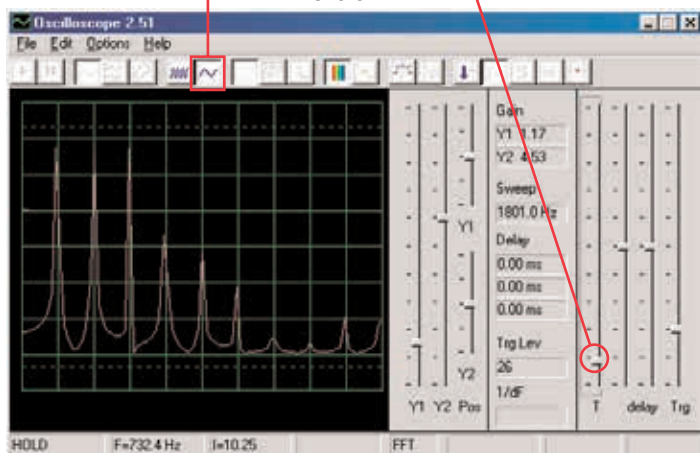 Oscilloscope 2.51
File Edit Options Help
Gain
Y1 1.17
Y2 4.53
Sweep
1801.0 Hz
Delay
0.00 ms
0.00 ms
0.00 ms
Trg Lev
26
1/dF
Y1
Y2
Y1 Y2 Pos
T delay Trg
HOLD F=732.4 Hz I=10.25 FFT